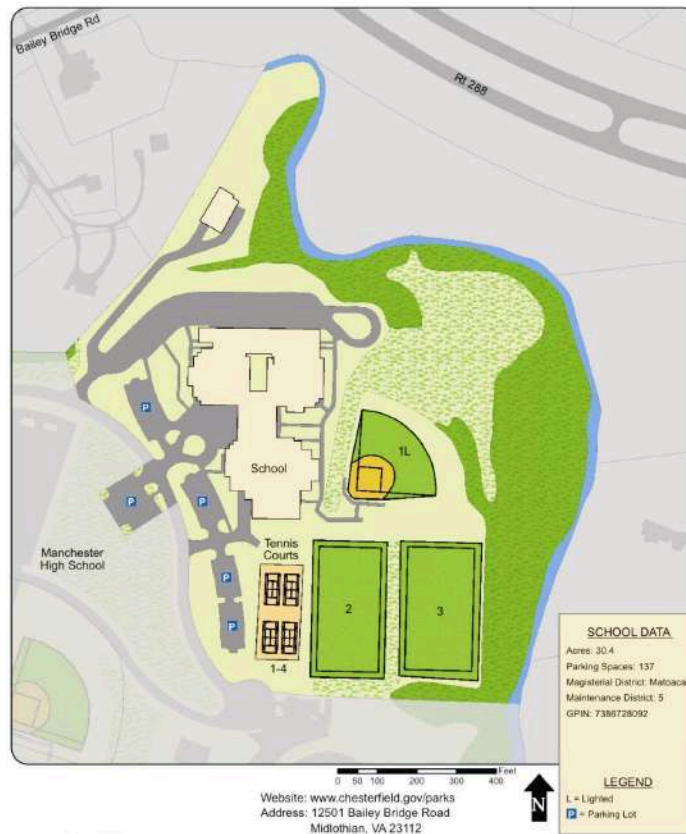 Bailey Bridge Rd
Rt 288
1L
School
P
P
P
P
P
Manchester
High School
Tennis
Courts
2
3
1-4
SCHOOL DATA
Acres: 30.4
Parking Spaces: 137
Magisterial District: Matoaca
Maintenance District: 5
GPIN: 7386728092
LEGEND
L = Lighted
P = Parking Lot
0 50 100 200 300 400 Feet
N
Website: www.chesterfield.gov/parks
Address: 12501 Bailey Bridge Road
Midlothian, VA 23112